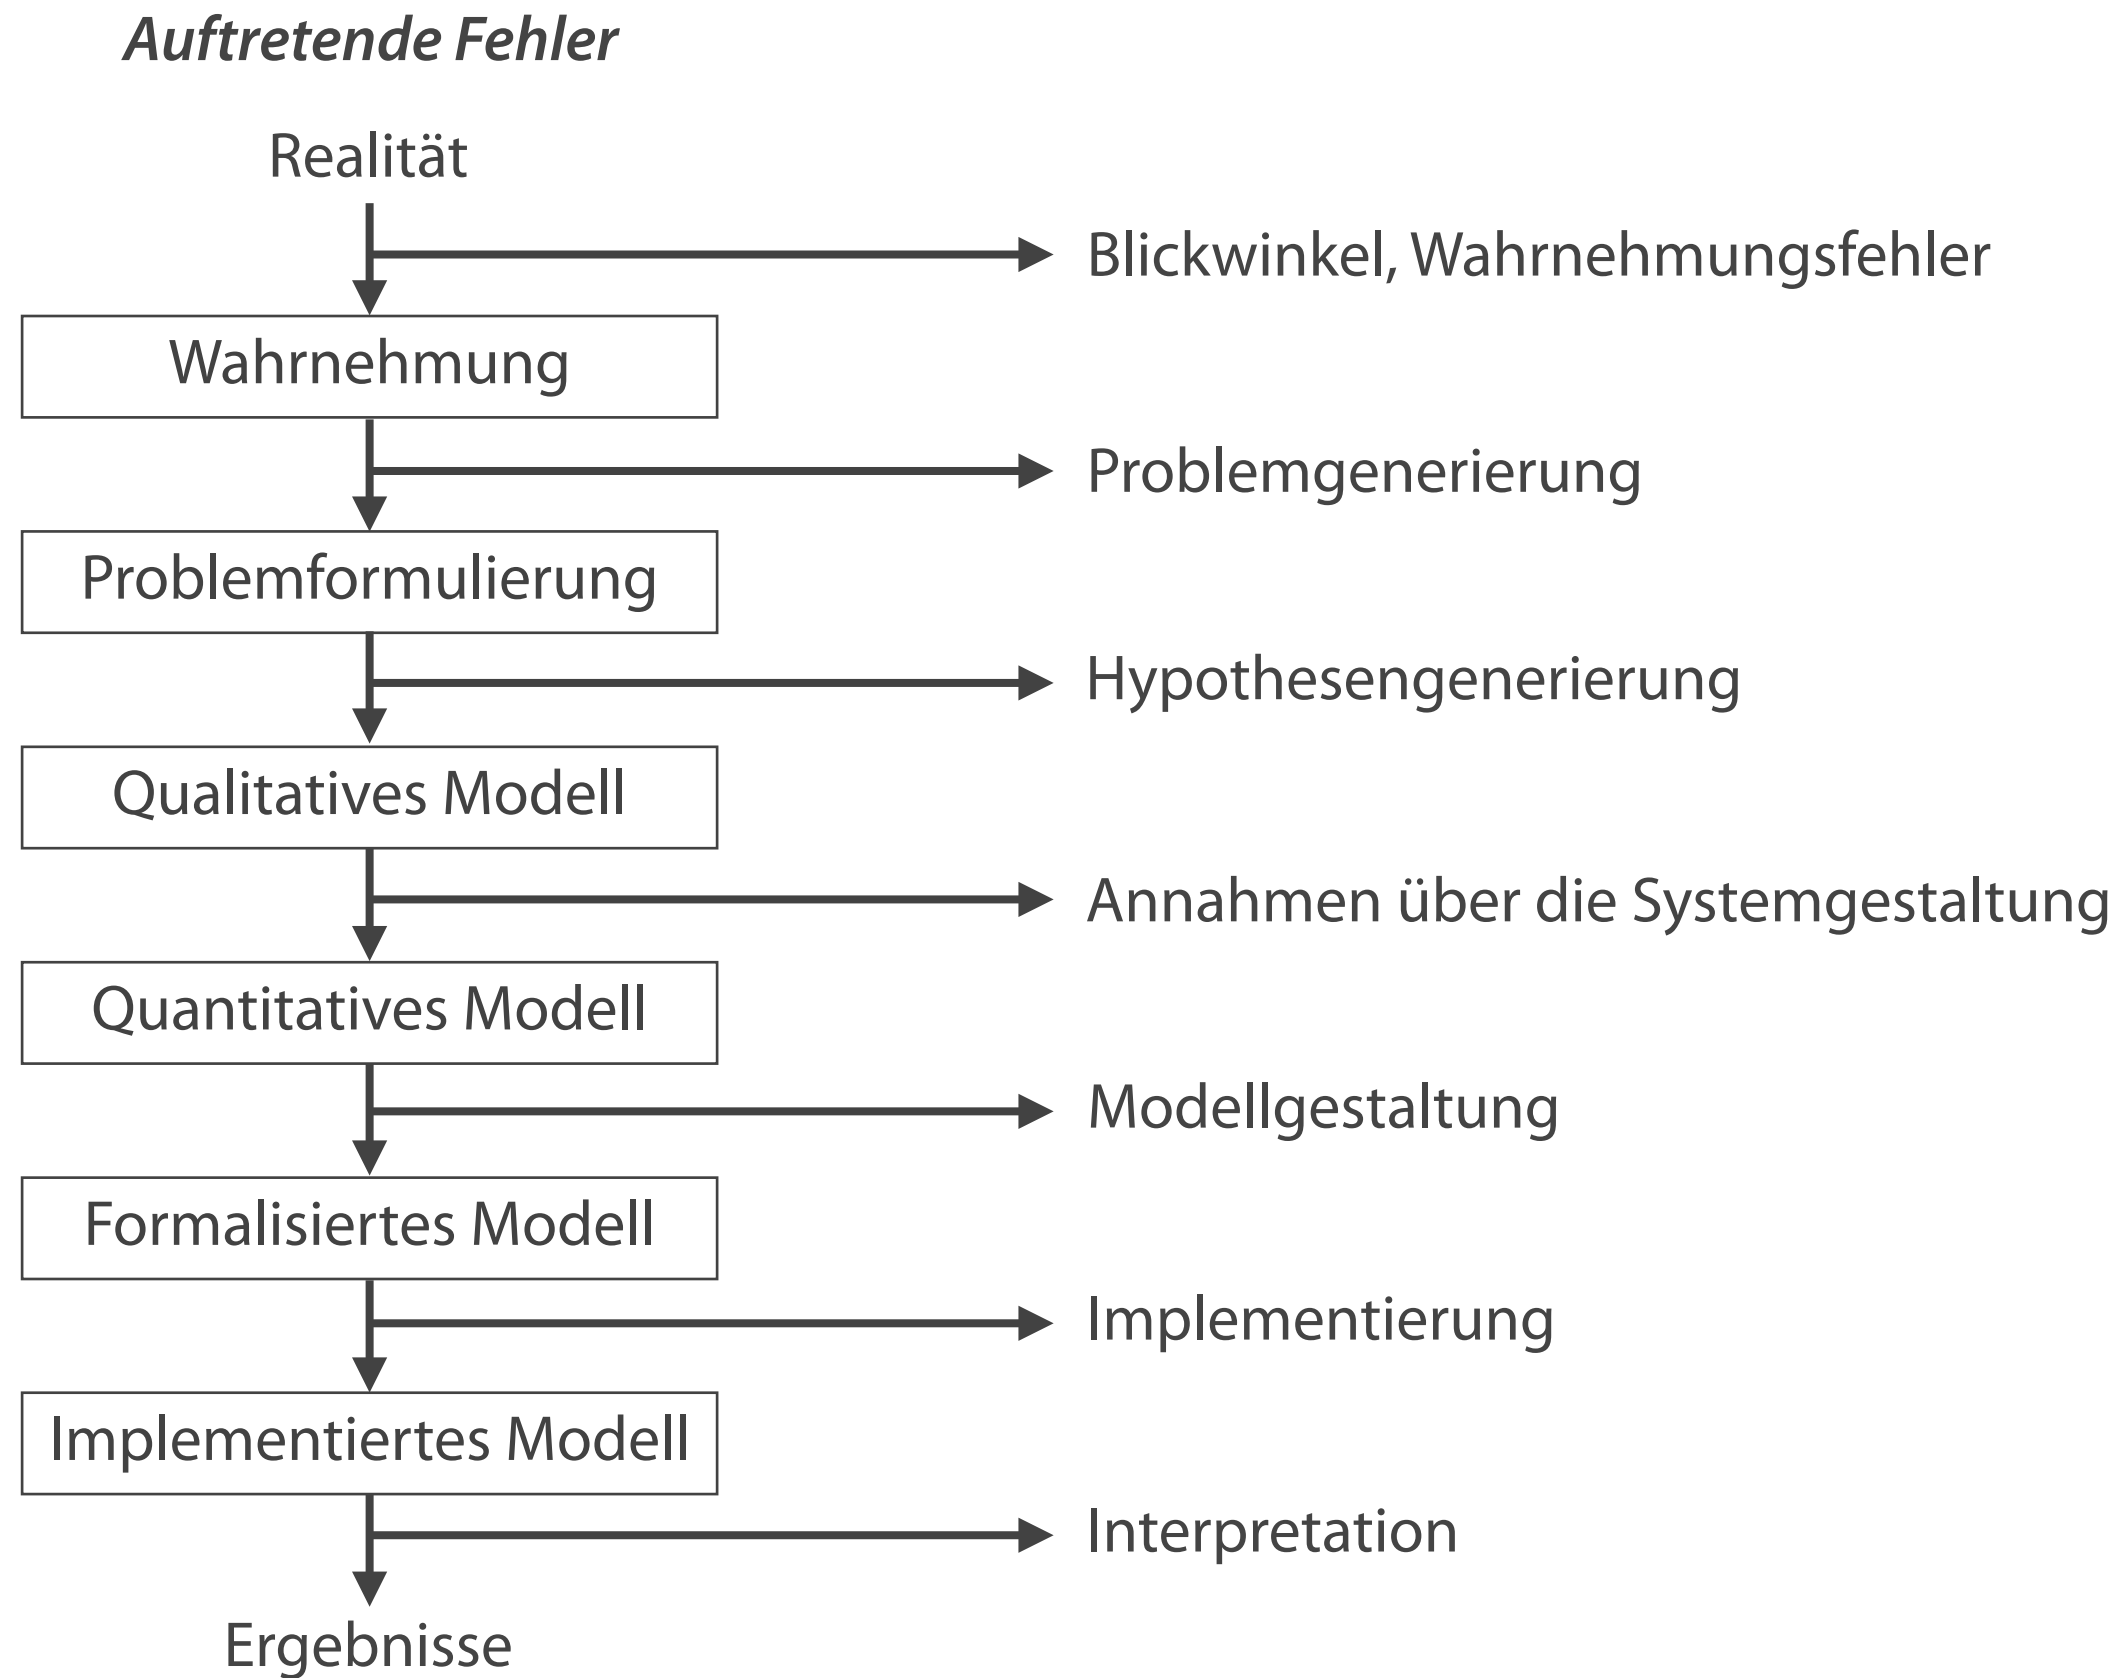 Auftretende Fehler
Realität
Blickwinkel, Wahrnehmungsfehler
Wahrnehmung
Problemgenerierung
Problemformulierung
Hypothesengenerierung
Qualitatives Modell
Annahmen über die Systemgestaltung
Quantitatives Modell
Modellgestaltung
Formalisiertes Modell
Implementierung
Implementiertes Modell
Interpretation
Ergebnisse